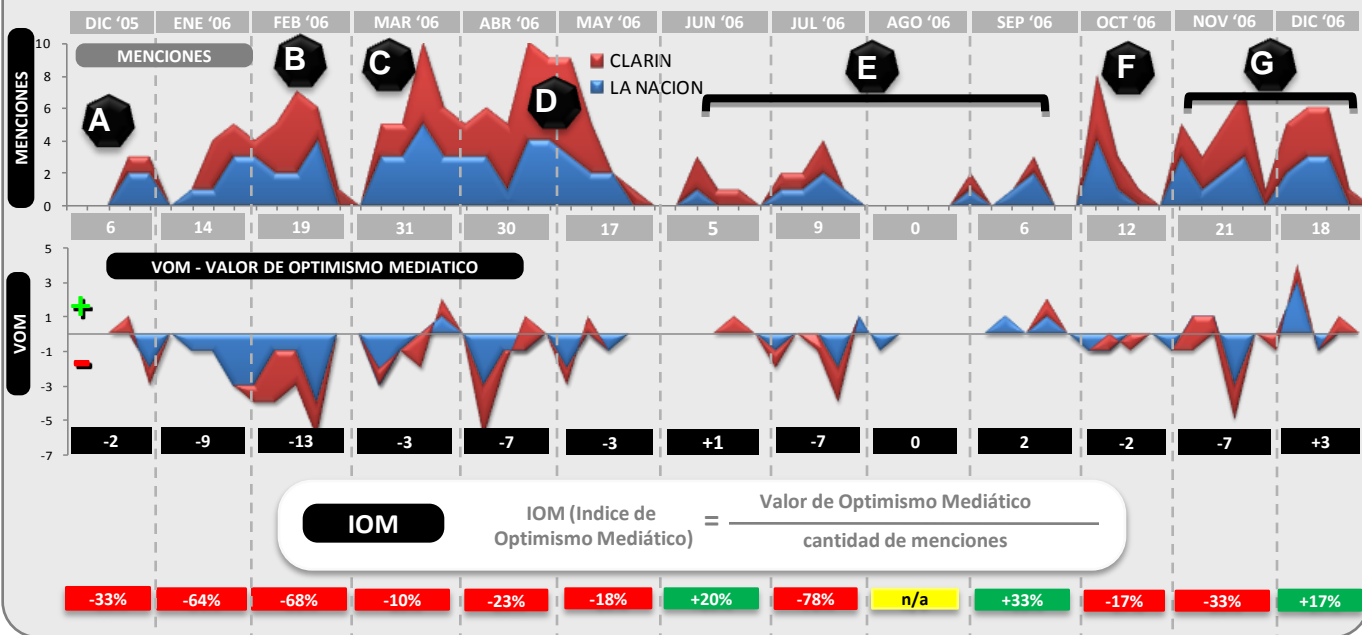 DIC '05 ENE '06 FEB '06 MAR '06 ABR '06 MAY '06 JUN '06 JUL '06 AGO '06 SEP '06 OCT '06 NOV '06 DIC '06
MENCIONES
10
8
6
4
2
0
MENCIONES
A
B
C
D
E
F
G
CLARIN
LA NACION
6 14 19 31 30 17 5 9 0 6 12 21 18
VOM
5
3
1
-1
-3
-5
-7
VOM - VALOR DE OPTIMISMO MEDIATICO
+
-
-2 -9 -13 -3 -7 -3 +1 -7 0 2 -2 -7 +3
IOM
IOM (Indice de
Optimismo Mediático)
=
Valor de Optimismo Mediático
cantidad de menciones
-33% -64% -68% -10% -23% -18% +20% -78% n/a +33% -17% -33% +17%